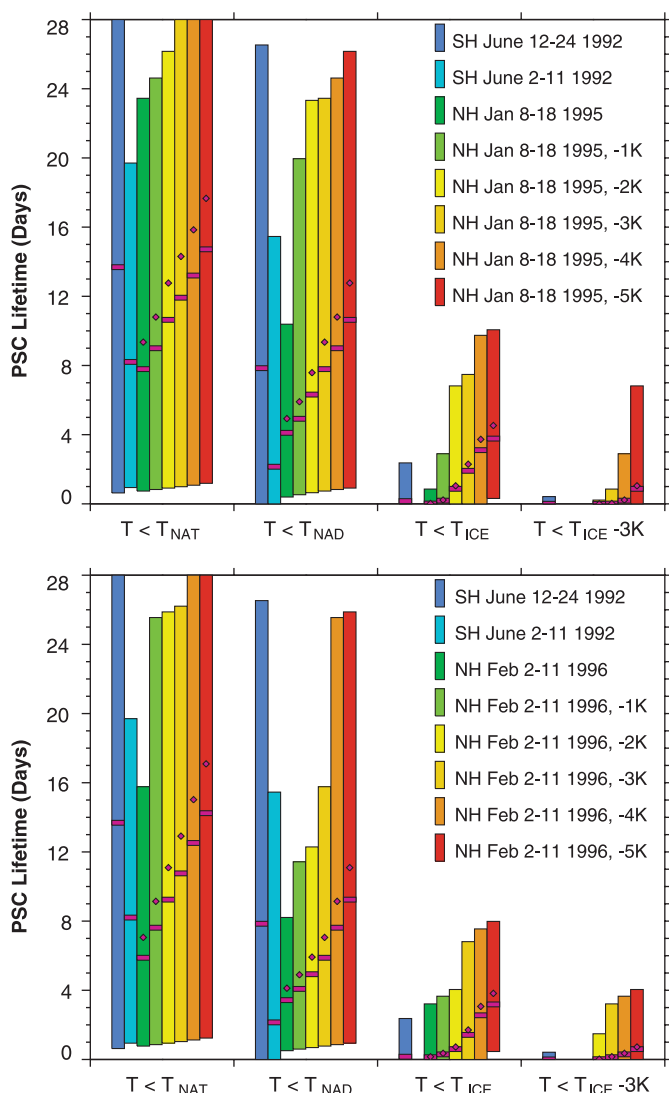 28
24
20
16
12
8
4
0
PSC Lifetime (Days)
SH June 12-24 1992
SH June 2-11 1992
NH Jan 8-18 1995
NH Jan 8-18 1995, -1K
NH Jan 8-18 1995, -2K
NH Jan 8-18 1995, -3K
NH Jan 8-18 1995, -4K
NH Jan 8-18 1995, -5K
T < TNAT
T < TNAD
T < TICE
T < TICE -3K
28
24
20
16
12
8
4
0
PSC Lifetime (Days)
SH June 12-24 1992
SH June 2-11 1992
NH Feb 2-11 1996
NH Feb 2-11 1996, -1K
NH Feb 2-11 1996, -2K
NH Feb 2-11 1996, -3K
NH Feb 2-11 1996, -4K
NH Feb 2-11 1996, -5K
T < TNAT
T < TNAD
T < TICE
T < TICE -3K